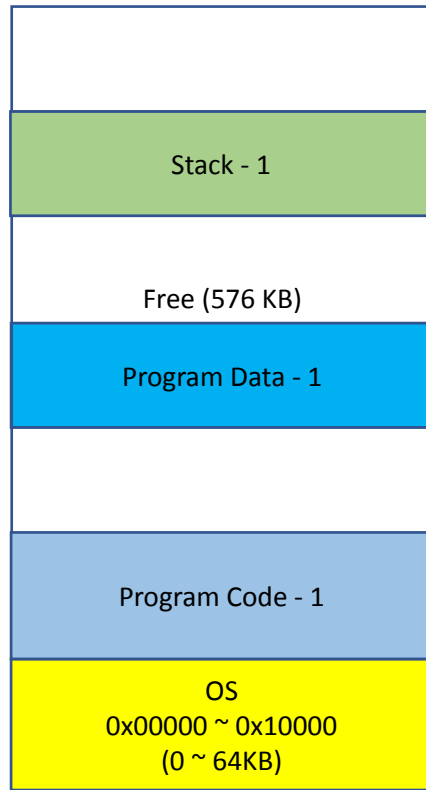 Stack - 1
Free (576 KB)
Program Data - 1
Program Code - 1
OS
0x00000 ~ 0x10000
(0 ~ 64KB)